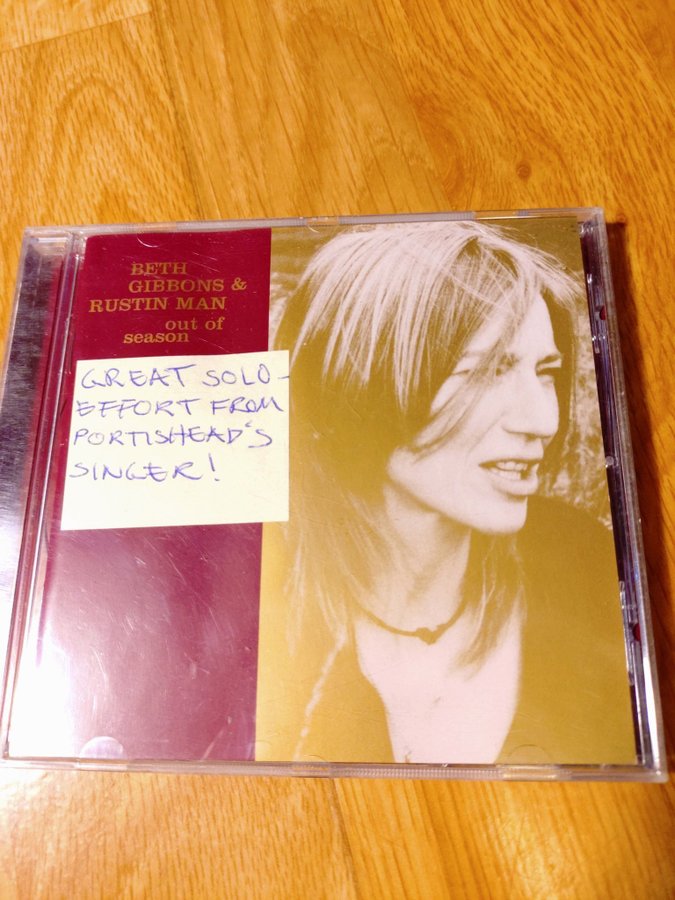 BETH
GIBBONS &
RUSTIN MAN
out of
season
GREAT SOLO-
EFFORT FROM
PORTISHEAD'S
SINGER!